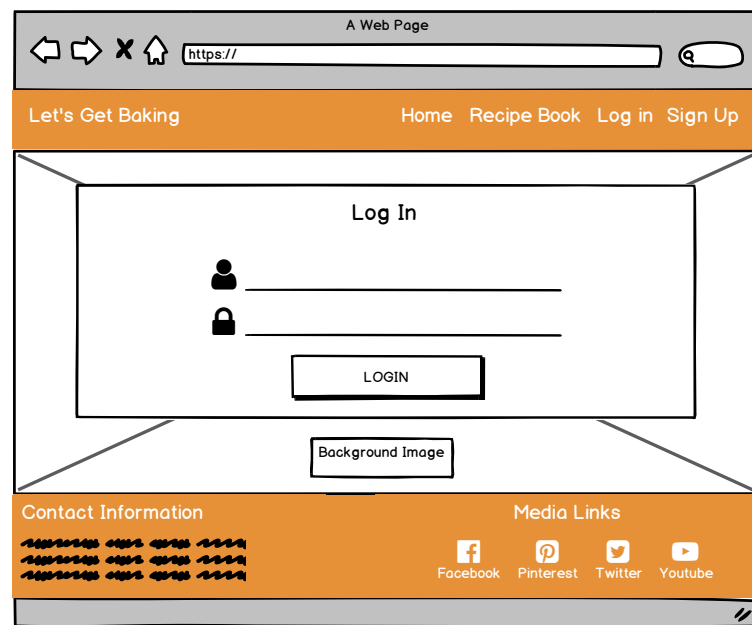 A Web Page
https://
Let's Get Baking
Home Recipe Book Log in Sign Up
Log In
LOGIN
Background Image
Contact Information
Media Links
Facebook Pinterest Twitter Youtube